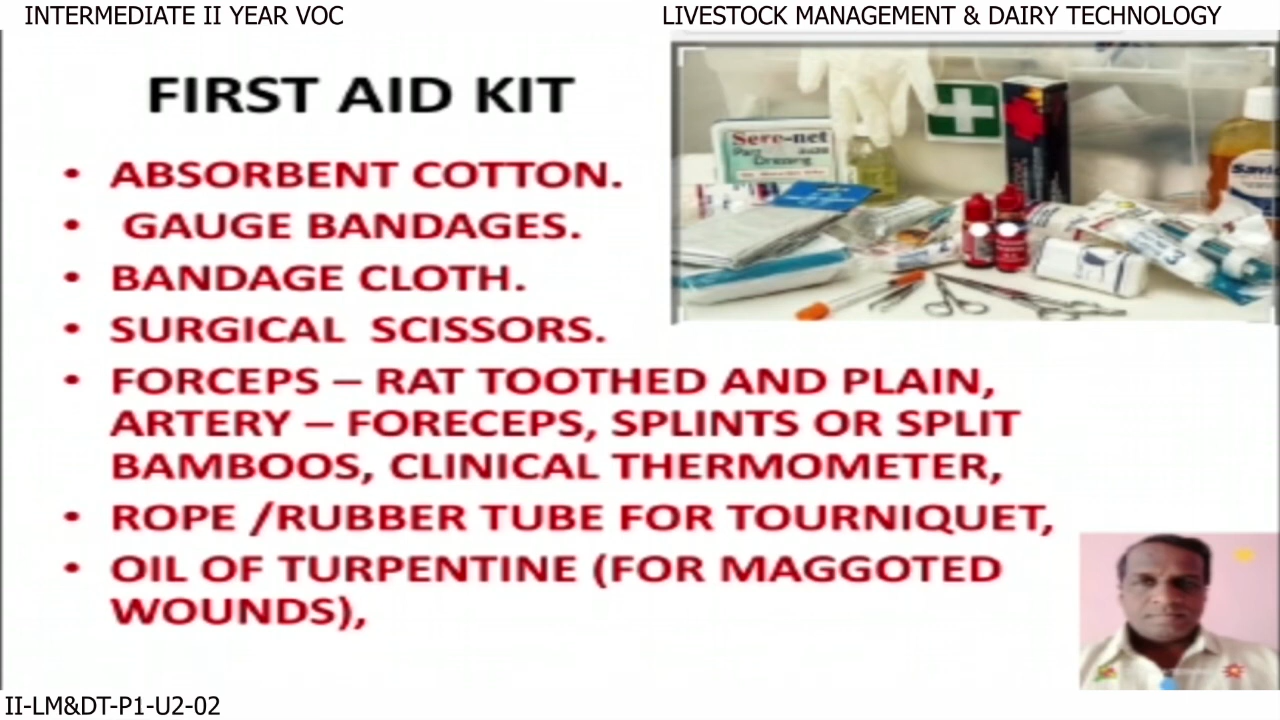 INTERMEDIATE II YEAR VOC
LIVESTOCK MANAGEMENT & DAIRY TECHNOLOGY
FIRST AID KIT
• ABSORBENT COTTON.
• GAUGE BANDAGES.
• BANDAGE CLOTH.
• SURGICAL SCISSORS.
• FORCEPS – RAT TOOTHED AND PLAIN,
ARTERY – FORECEPS, SPLINTS OR SPLIT
BAMBOOS, CLINICAL THERMOMETER,
• ROPE /RUBBER TUBE FOR TOURNIQUET,
• OIL OF TURPENTINE (FOR MAGGOTED
WOUNDS),
Dressing
II-LM&DT-P1-U2-02